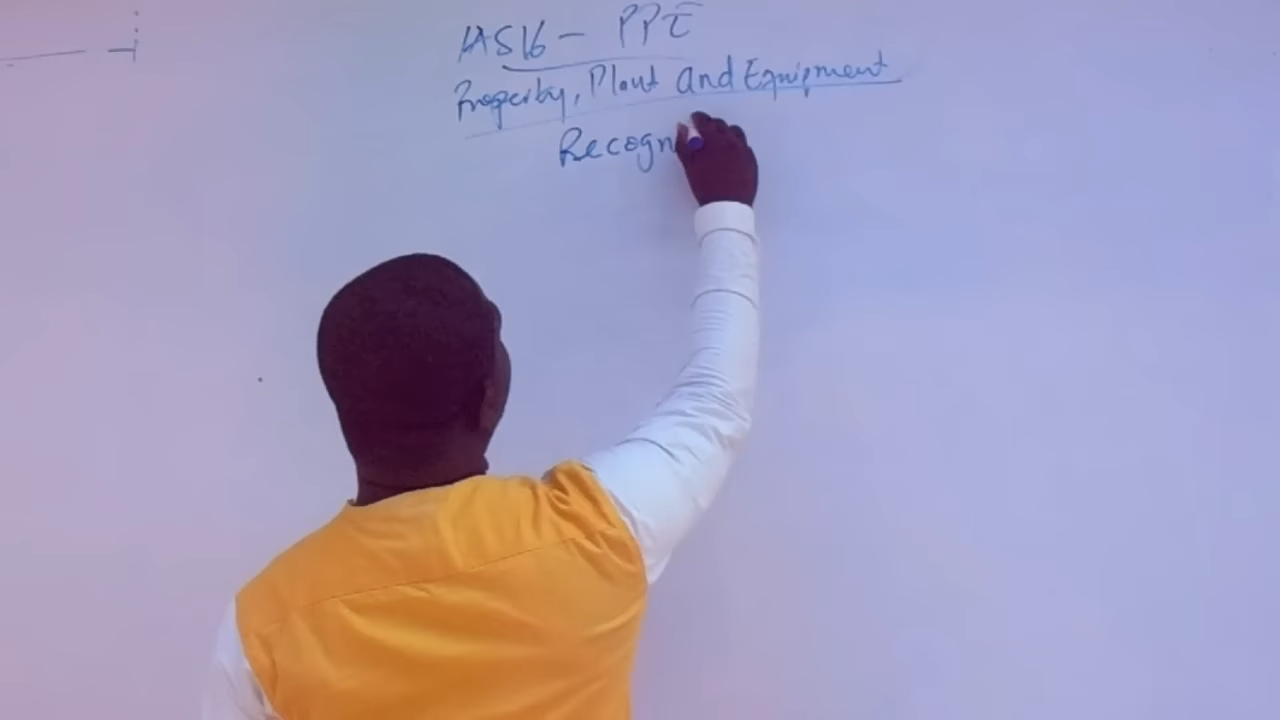 IAS16 - PPE
Property, Plant and Equipment
Recogn